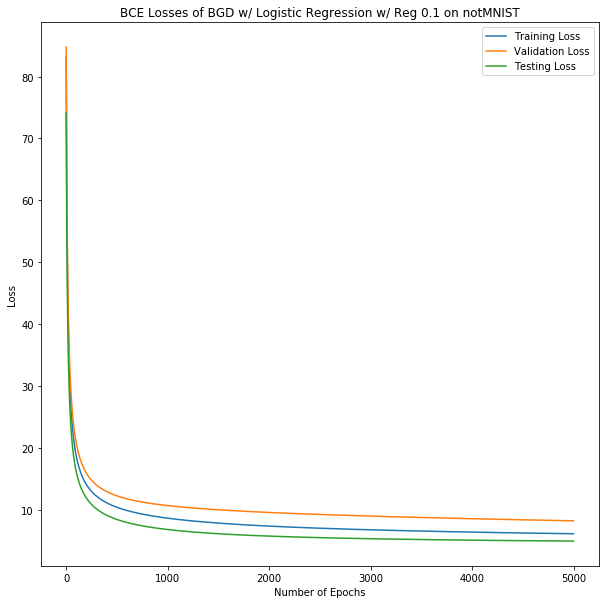 BCE Losses of BGD w/ Logistic Regression w/ Reg 0.1 on notMNIST
Training Loss
Validation Loss
Testing Loss
80
70
60
50
40
30
20
10
Loss
0 1000 2000 3000 4000 5000
Number of Epochs